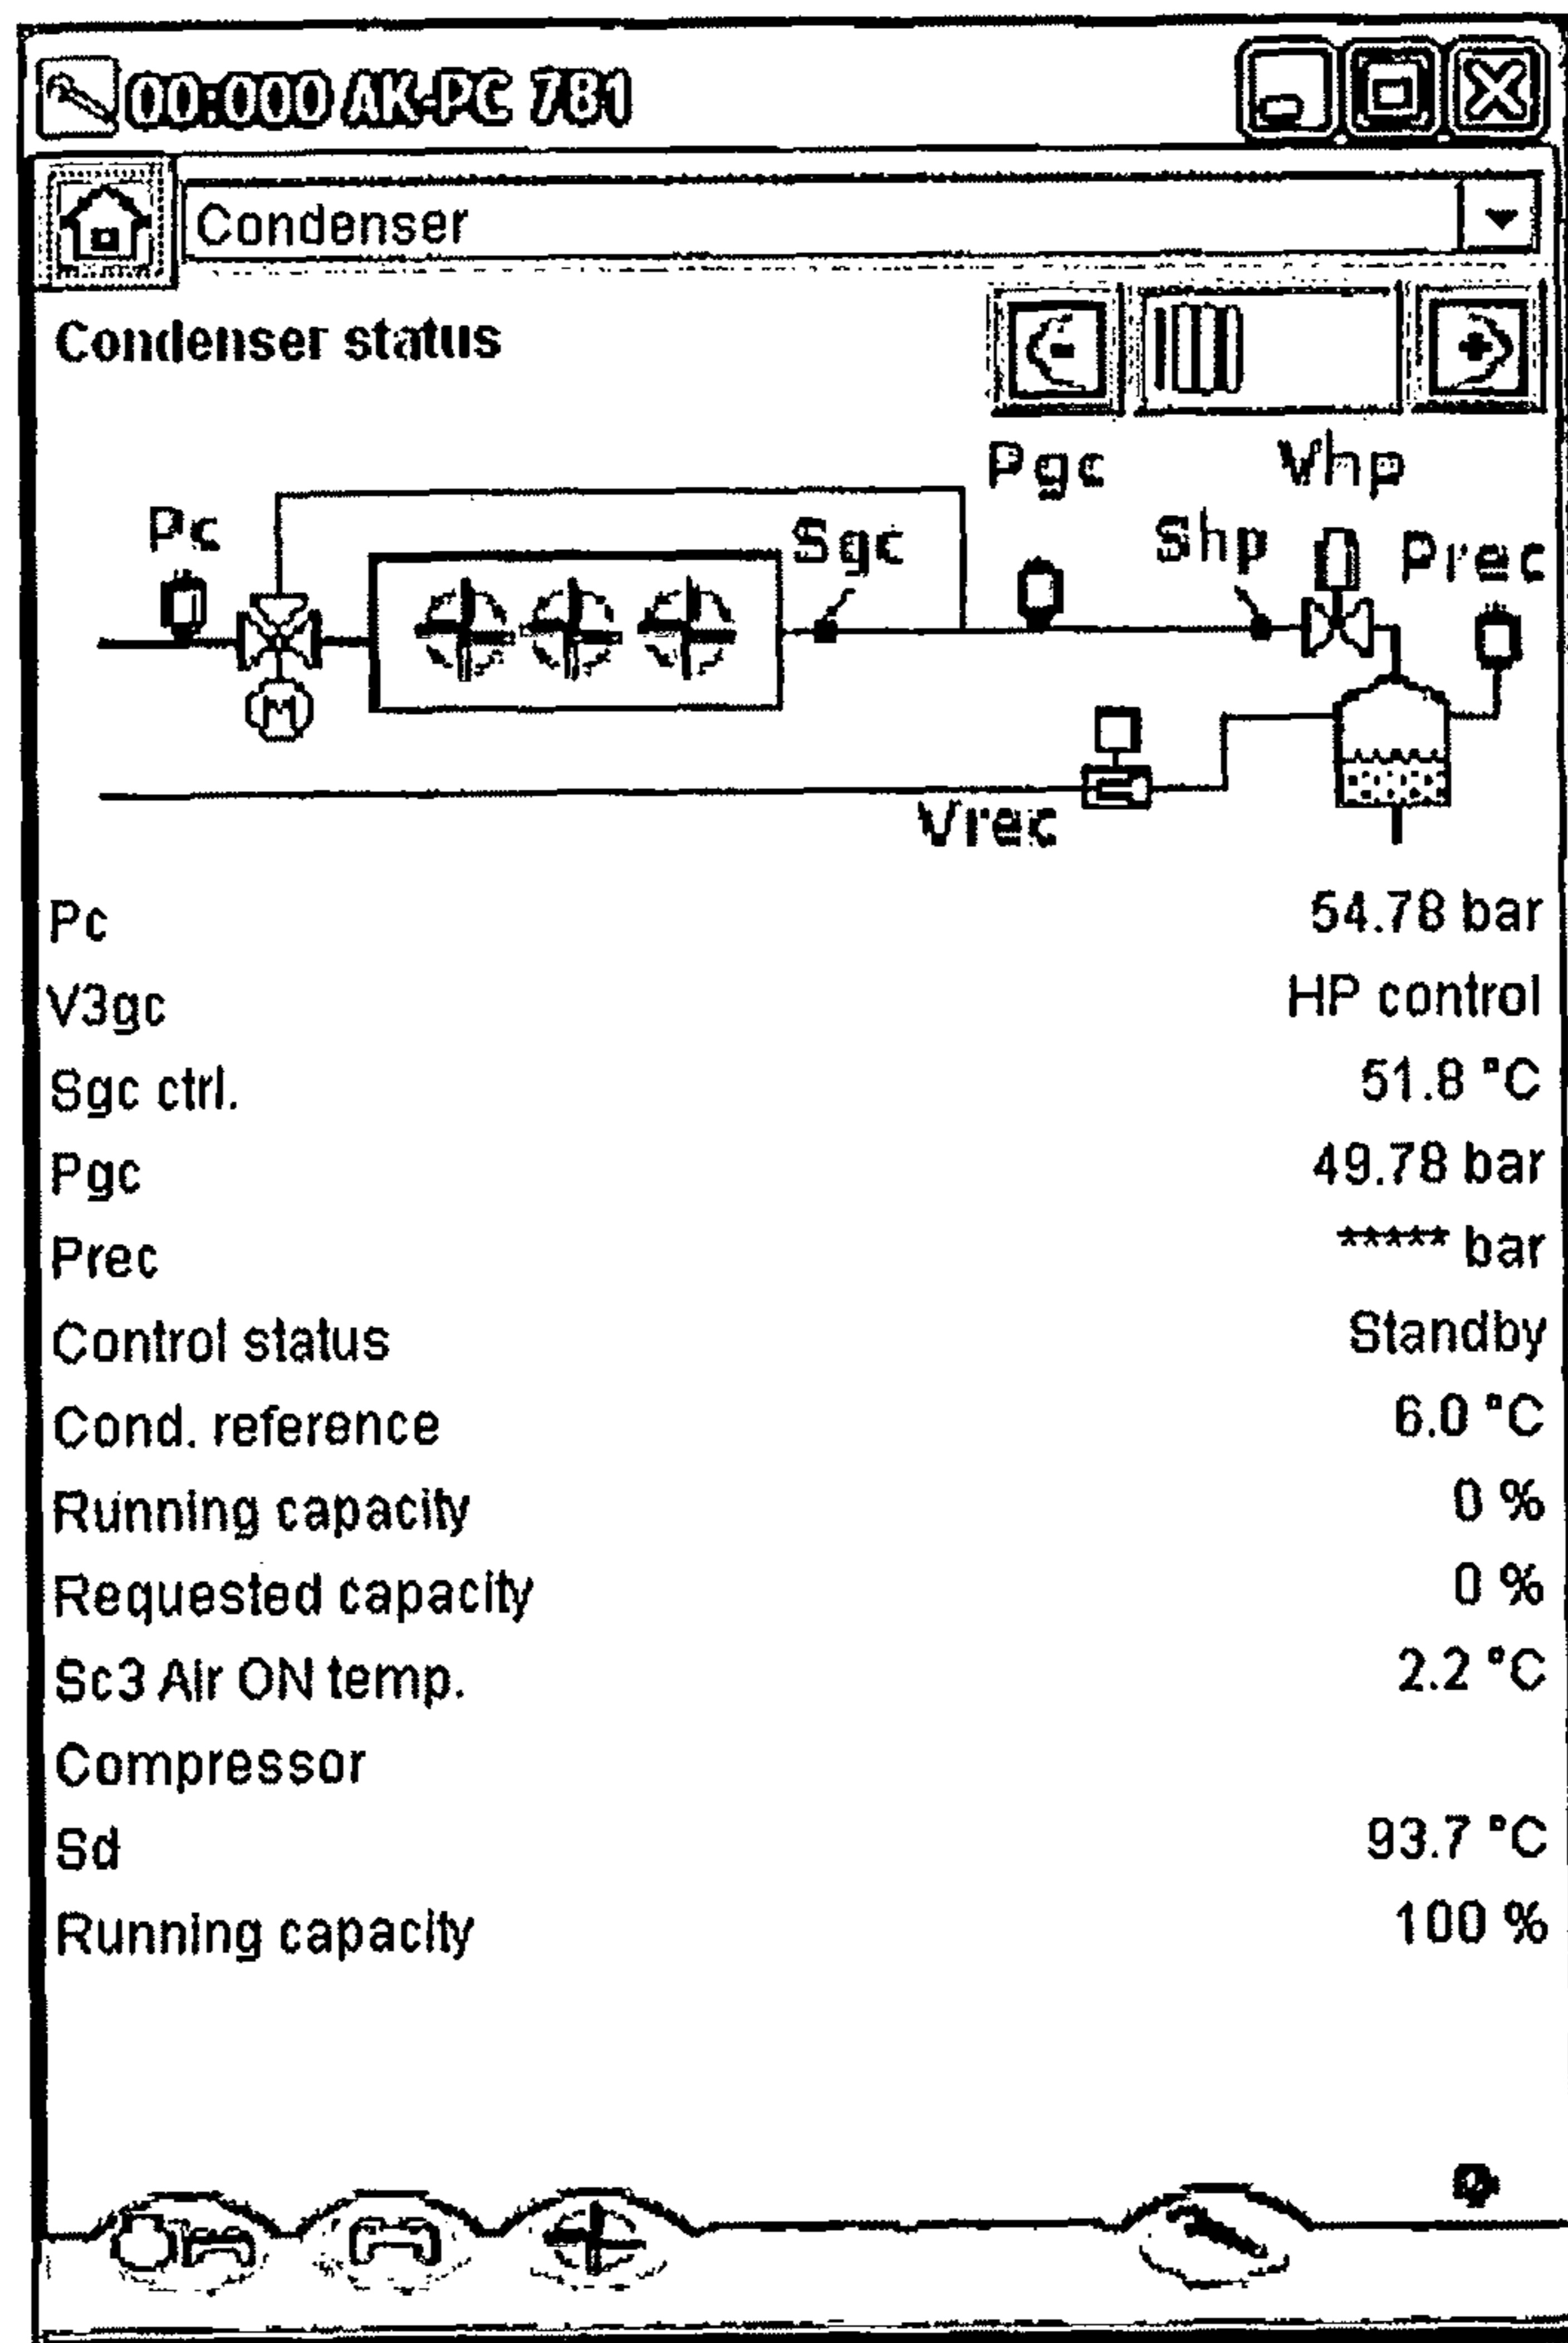 00:000 AK-PC 781
Condenser
Condenser status
Pgc Vhp
Pc Sgc Shp Prec
M
Vrec
Pc 54.78 bar
V3gc HP control
Sgc ctrl. 51.8 °C
Pgc 49.78 bar
Prec ***** bar
Control status Standby
Cond. reference 6.0 °C
Running capacity 0 %
Requested capacity 0 %
Sc3 Air ON temp. 2.2 °C
Compressor
Sd 93.7 °C
Running capacity 100 %